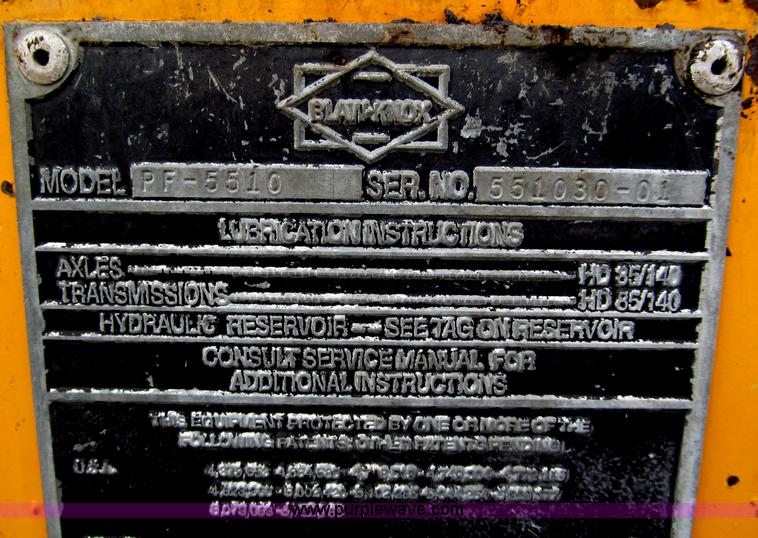 BLAW-KNOX
MODEL PF-5510 SER. NO. 551030-01
LUBRICATION INSTRUCTIONS
AXLES HD 85/140
TRANSMISSIONS HD 85/140
HYDRAULIC RESERVOIR — SEE TAG ON RESERVOIR
CONSULT SERVICE MANUAL FOR
ADDITIONAL INSTRUCTIONS
THIS EQUIPMENT PROTECTED BY ONE OR MORE OF THE
FOLLOWING PATENTS: OTHER PATENTS PENDING
U.S.A.
www.purplewave.com